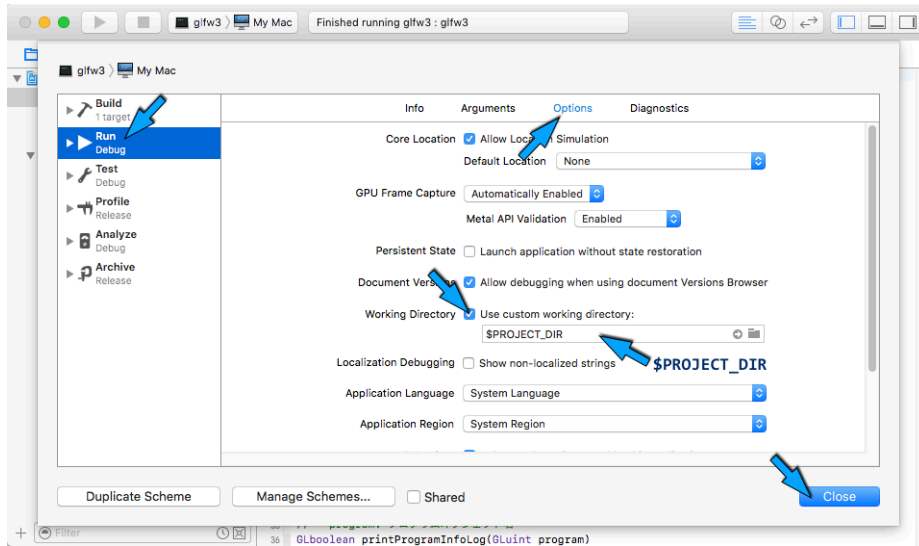 glfw3 〉 My Mac
Finished running glfw3 : glfw3
glfw3 〉 My Mac
Build
1 target
Run
Debug
Test
Debug
Profile
Release
Analyze
Debug
Archive
Release
Info Arguments Options Diagnostics
Core Location Allow Location Simulation
Default Location None
GPU Frame Capture Automatically Enabled
Metal API Validation Enabled
Persistent State Launch application without state restoration
Document Versions Allow debugging when using document Versions Browser
Working Directory Use custom working directory:
$PROJECT_DIR
Localization Debugging Show non-localized strings
$PROJECT_DIR
Application Language System Language
Application Region System Region
Duplicate Scheme Manage Schemes... Shared Close
Filter
36 GLboolean printProgramInfoLog(GLuint program)